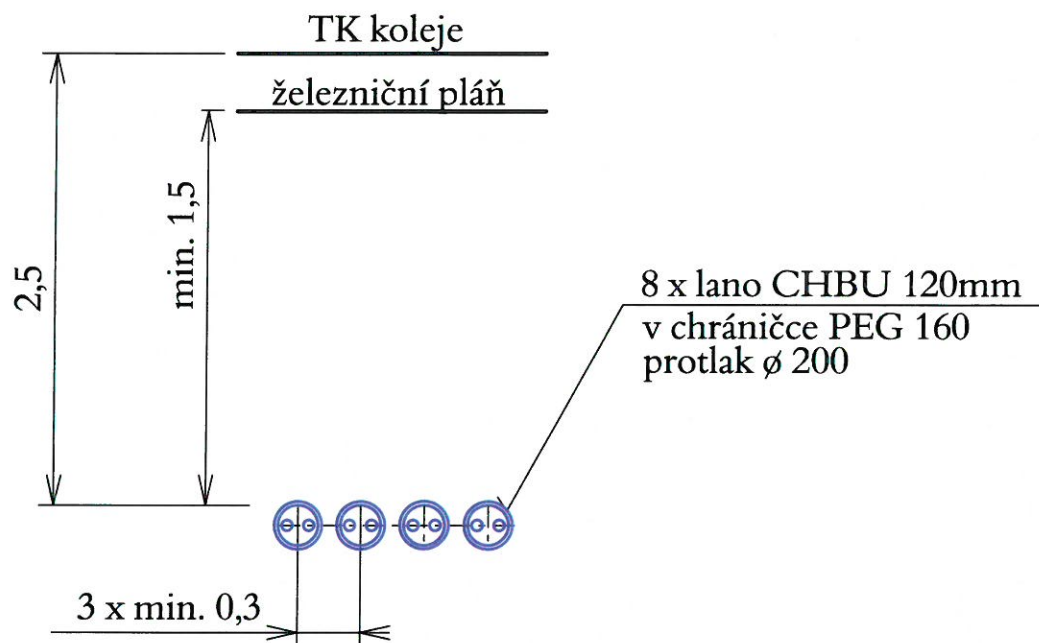 TK koleje
železniční pláň
2,5
min. 1,5
8 x lano CHBU 120mm
v chráničce PEG 160
protlak ø 200
3 x min. 0,3